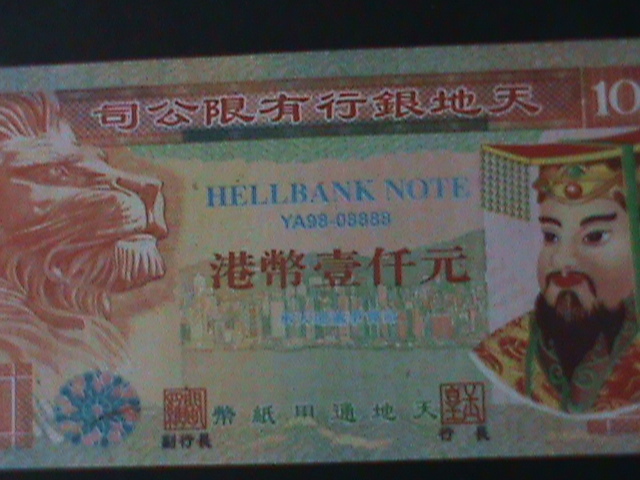 司公限有行銀地天
10
HELLBANK NOTE
YA98-08888
港幣壹仟元
幣紙用通地天
副行長
行長